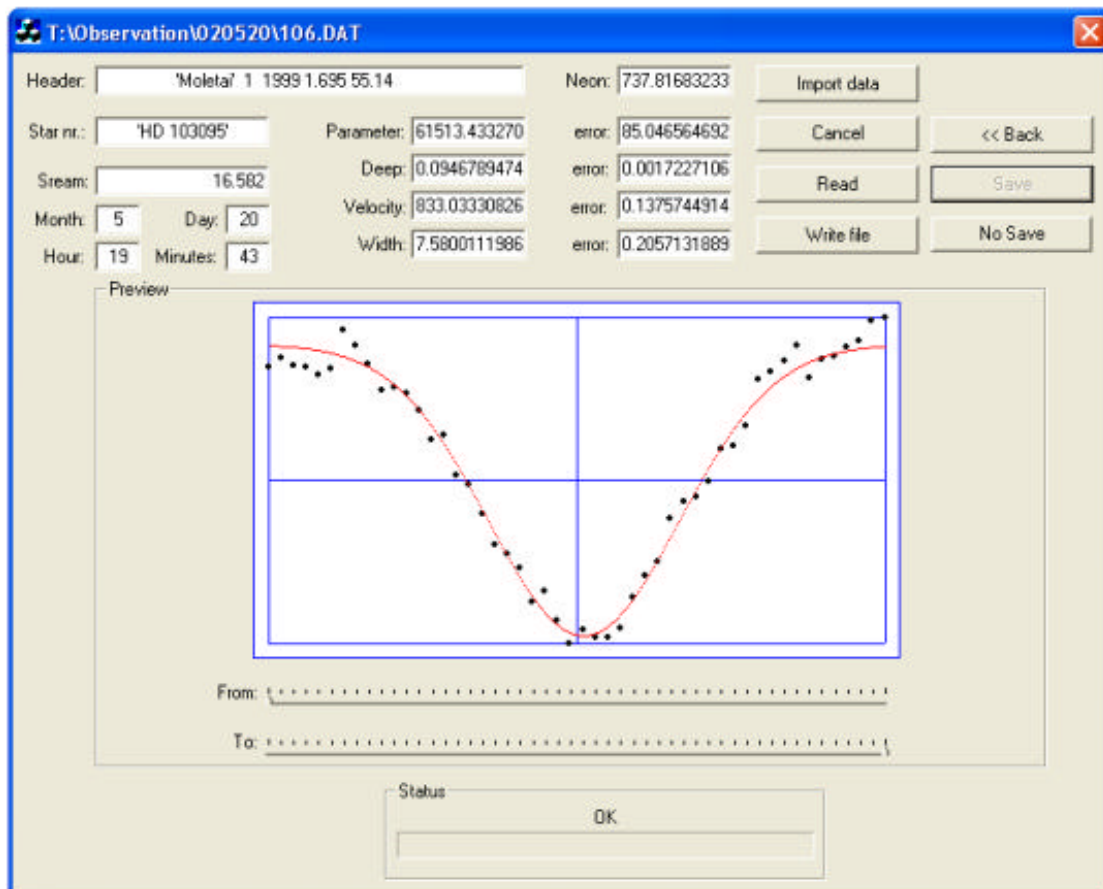 T:\Observation\020520\106.DAT
Header: 'Moletai' 1 1999 1.695 55.14 Neon: 737.81683233 Import data
Star nr.: 'HD 103095' Parameter: 61513.433270 error: 85.046564692 Cancel << Back
Deep: 0.0946789474 error: 0.0017227106
Sream: 16.582 Read Save
Month: 5 Day: 20 Velocity: 833.03330826 error: 0.1375744914
Hour: 19 Minutes: 43 Width: 7.5800111986 error: 0.2057131889 Write file No Save
Preview
From:
To:
Status
OK